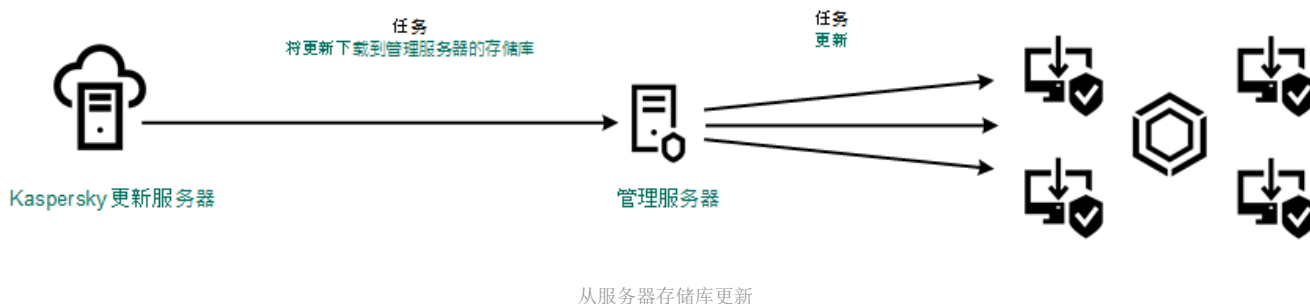 任务
将更新下载到管理服务器的存储库
任务
更新
Kaspersky 更新服务器
管理服务器
从服务器存储库更新